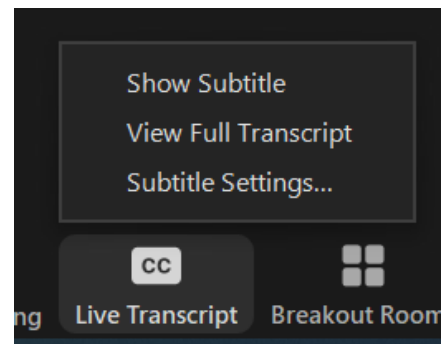 Show Subtitle
View Full Transcript
Subtitle Settings...
CC
ng Live Transcript Breakout Room